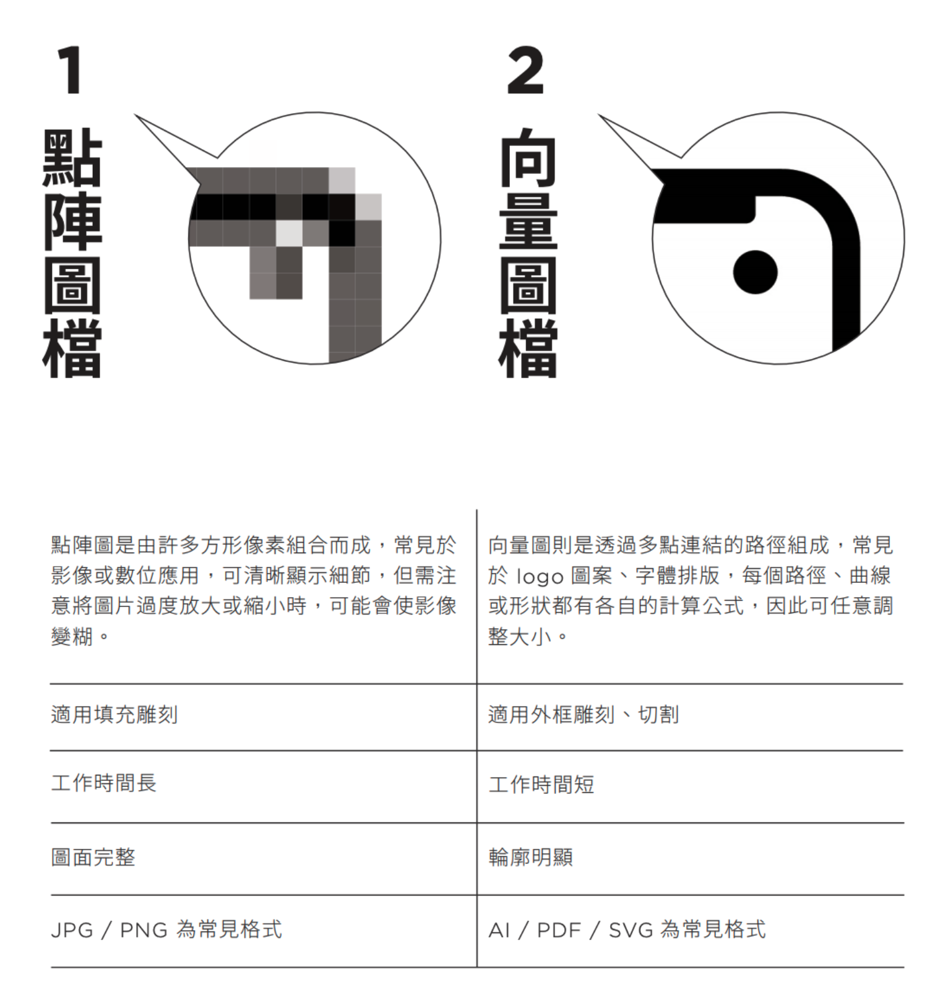 1
點陣圖檔
2
向量圖檔
點陣圖是由許多方形像素組合而成，常見於
影像或數位應用，可清晰顯示細節，但需注
意將圖片過度放大或縮小時，可能會使影像
變糊。
向量圖則是透過多點連結的路徑組成，常見
於 logo 圖案、字體排版，每個路徑、曲線
或形狀都有各自的計算公式，因此可任意調
整大小。
適用填充雕刻
適用外框雕刻、切割
工作時間長
工作時間短
圖面完整
輪廓明顯
JPG / PNG 為常見格式
AI / PDF / SVG 為常見格式